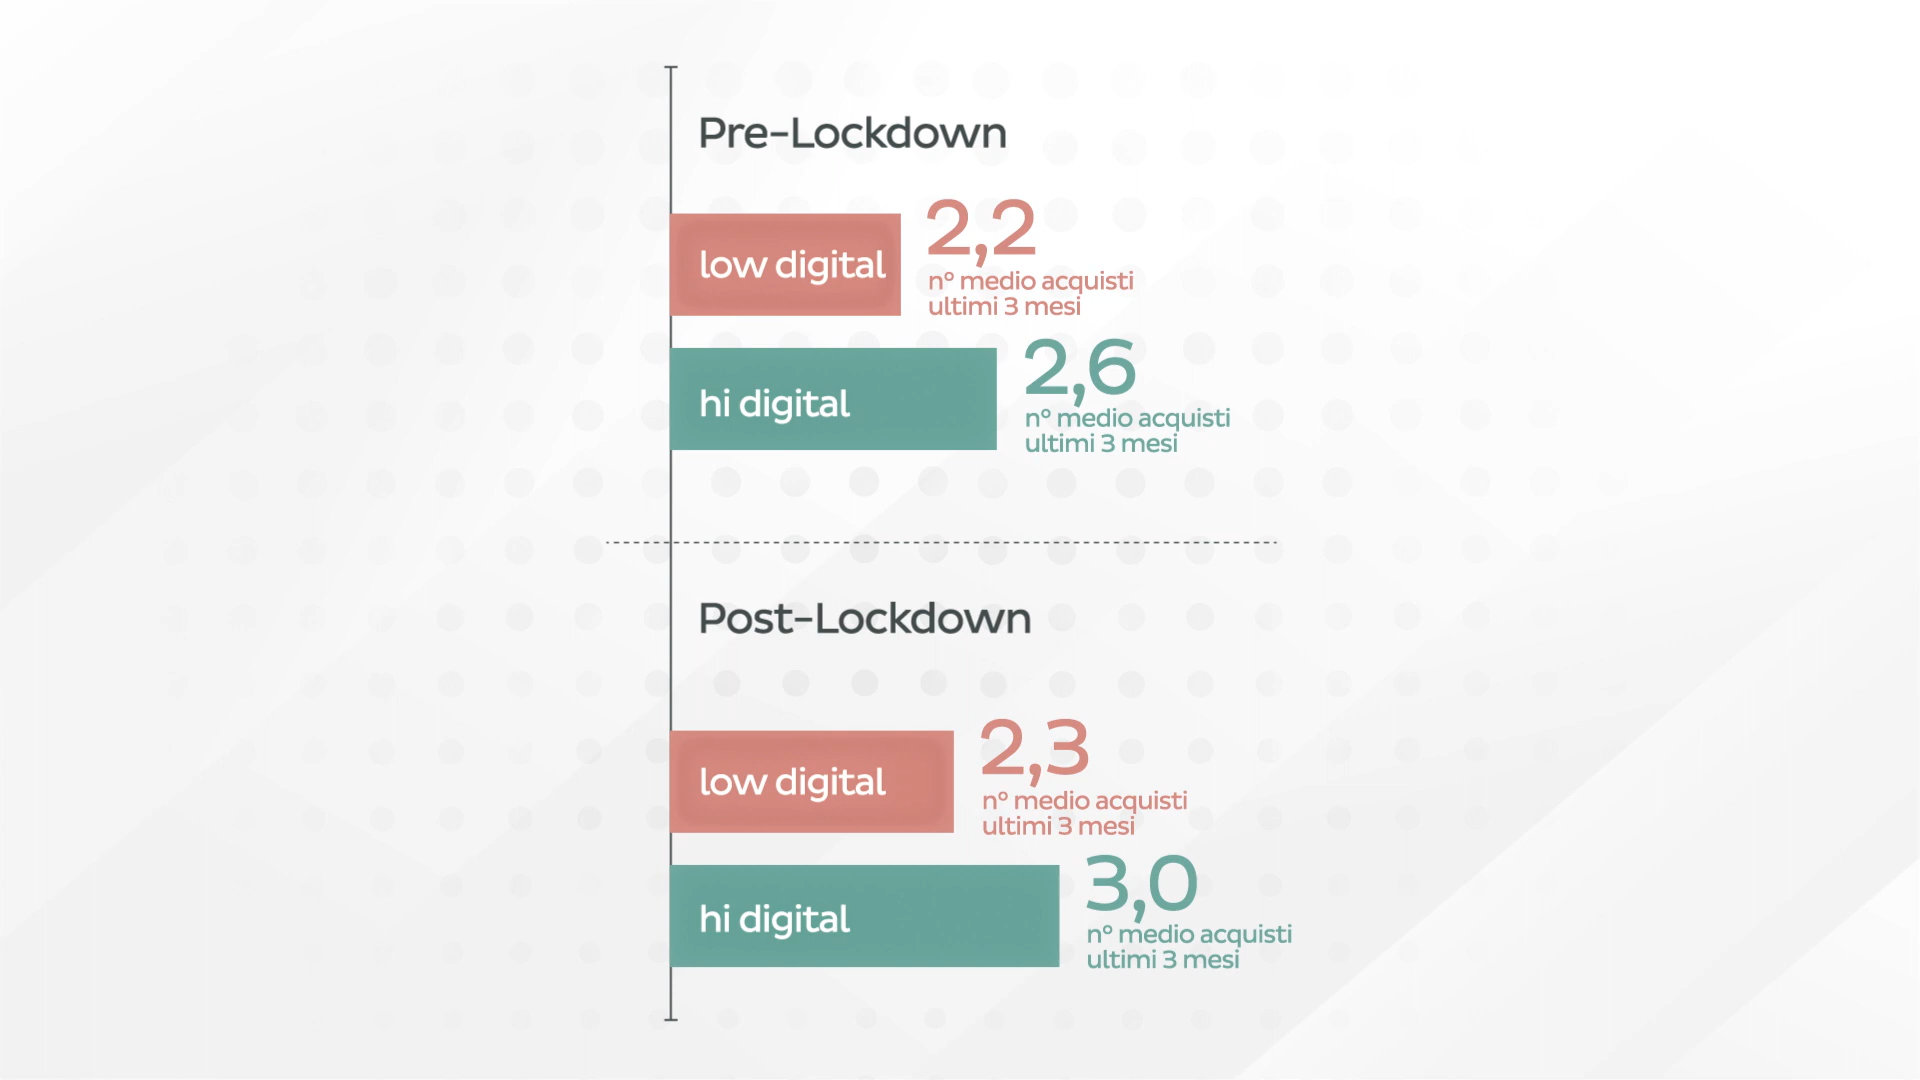 Pre-Lockdown
low digital
2,2
n° medio acquisti
ultimi 3 mesi
hi digital
2,6
n° medio acquisti
ultimi 3 mesi
Post-Lockdown
low digital
2,3
n° medio acquisti
ultimi 3 mesi
hi digital
3,0
n° medio acquisti
ultimi 3 mesi